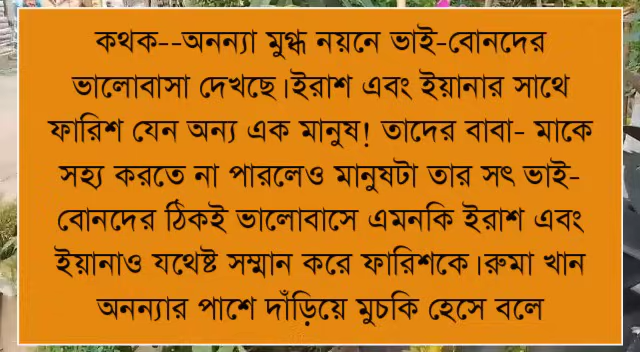 কথক--অনন্যা মুগ্ধ নয়নে ভাই-বোনদের
ভালোবাসা দেখছে।ইরাশ এবং ইয়ানার সাথে
ফারিশ যেন অন্য এক মানুষ! তাদের বাবা- মাকে
সহ্য করতে না পারলেও মানুষটা তার সৎ ভাই-
বোনদের ঠিকই ভালোবাসে এমনকি ইরাশ এবং
ইয়ানাও যথেষ্ট সম্মান করে ফারিশকে।রুমা খান
অনন্যার পাশে দাঁড়িয়ে মুচকি হেসে বলে